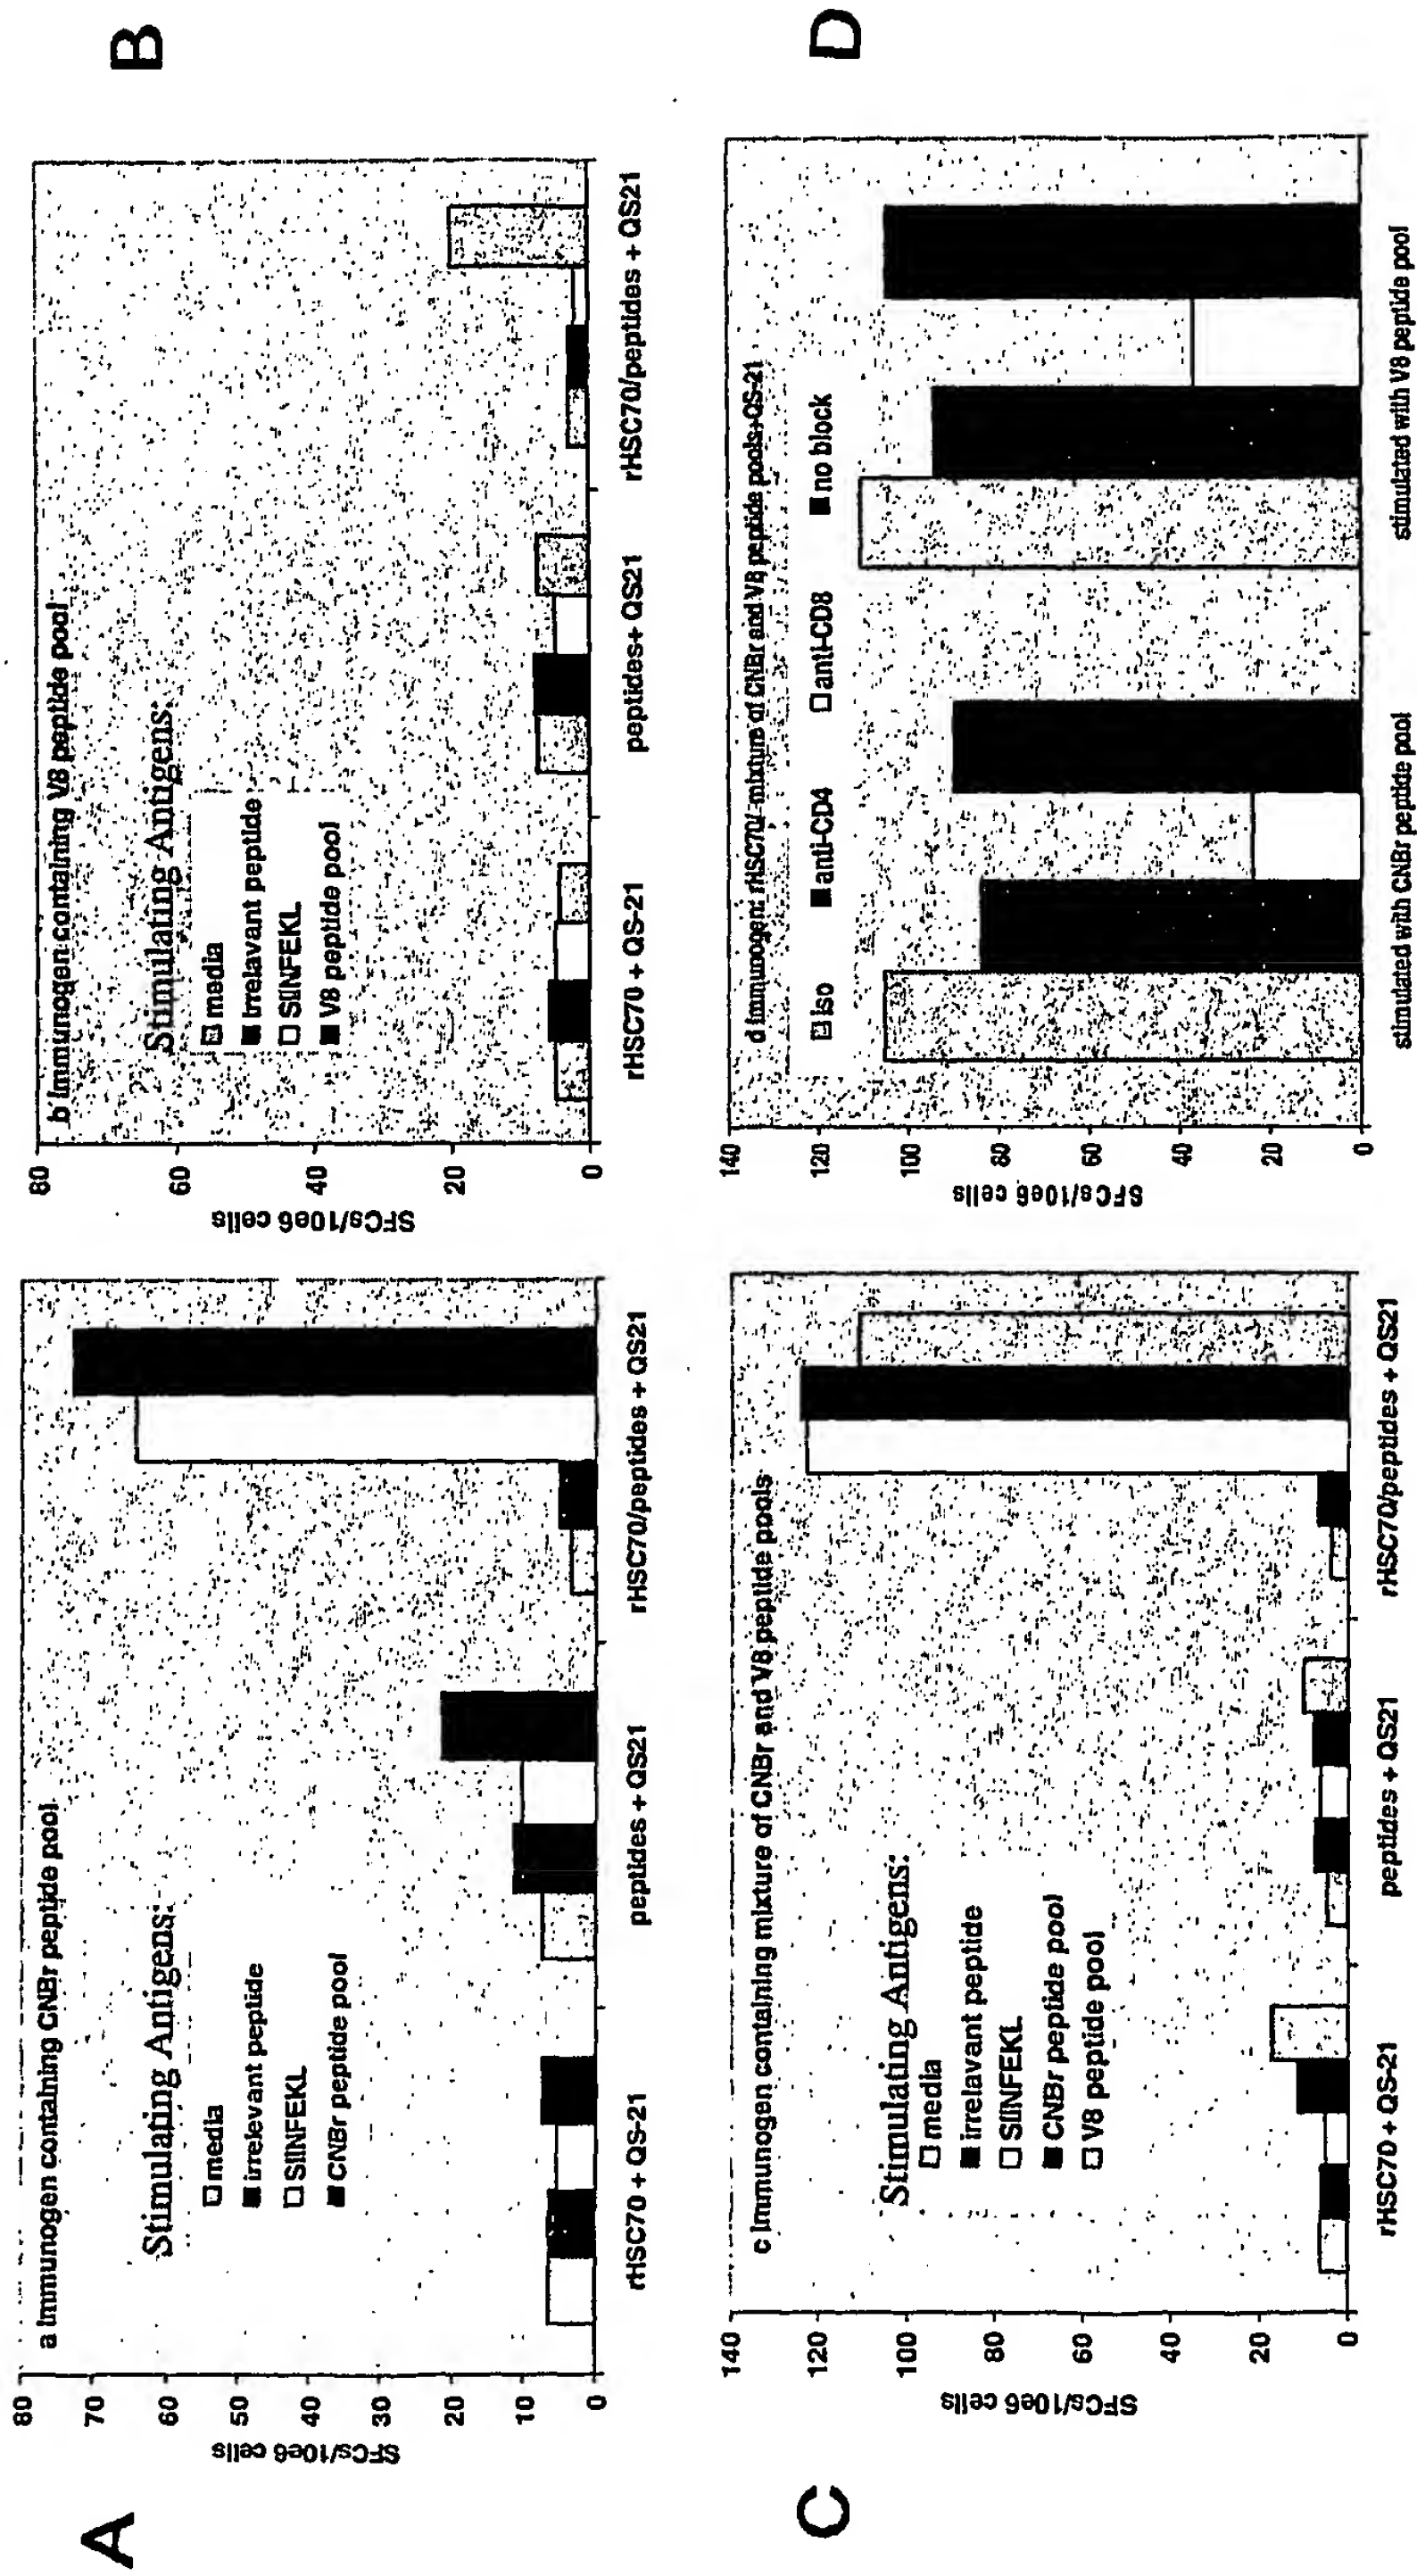 A
a Immunogen containing CNBr peptide pool
80
70
60
50
40
30
20
10
0
SFCs/10e6 cells
Stimulating Antigens:
media
irrelevant peptide
SIINFEKL
CNBr peptide pool
rHSC70 + QS-21
peptides + QS21
rHSC70/peptides + QS21
B
b Immunogen containing V8 peptide pool
80
60
40
20
0
SFCs/10e6 cells
Stimulating Antigens:
media
irrelavant peptide
SIINFEKL
V8 peptide pool
rHSC70 + QS-21
peptides+ QS21
rHSC70/peptides + QS21
C
c Immunogen containing mixture of CNBr and V8 peptide pools
140
120
100
80
60
40
20
0
SFCs/10e6 cells
Stimulating Antigens:
media
irrelavant peptide
SIINFEKL
CNBr peptide pool
V8 peptide pool
rHSC70 + QS-21
peptides + QS21
rHSC70/peptides + QS21
D
d Immunogen: rHSC70/-mixture of CNBr and V8 peptide pools+QS-21
iso
anti-CD4
anti-CD8
no block
140
120
100
80
60
40
20
0
SFCs/10e6 cells
stimulated with CNBr peptide pool
stimulated with V8 peptide pool